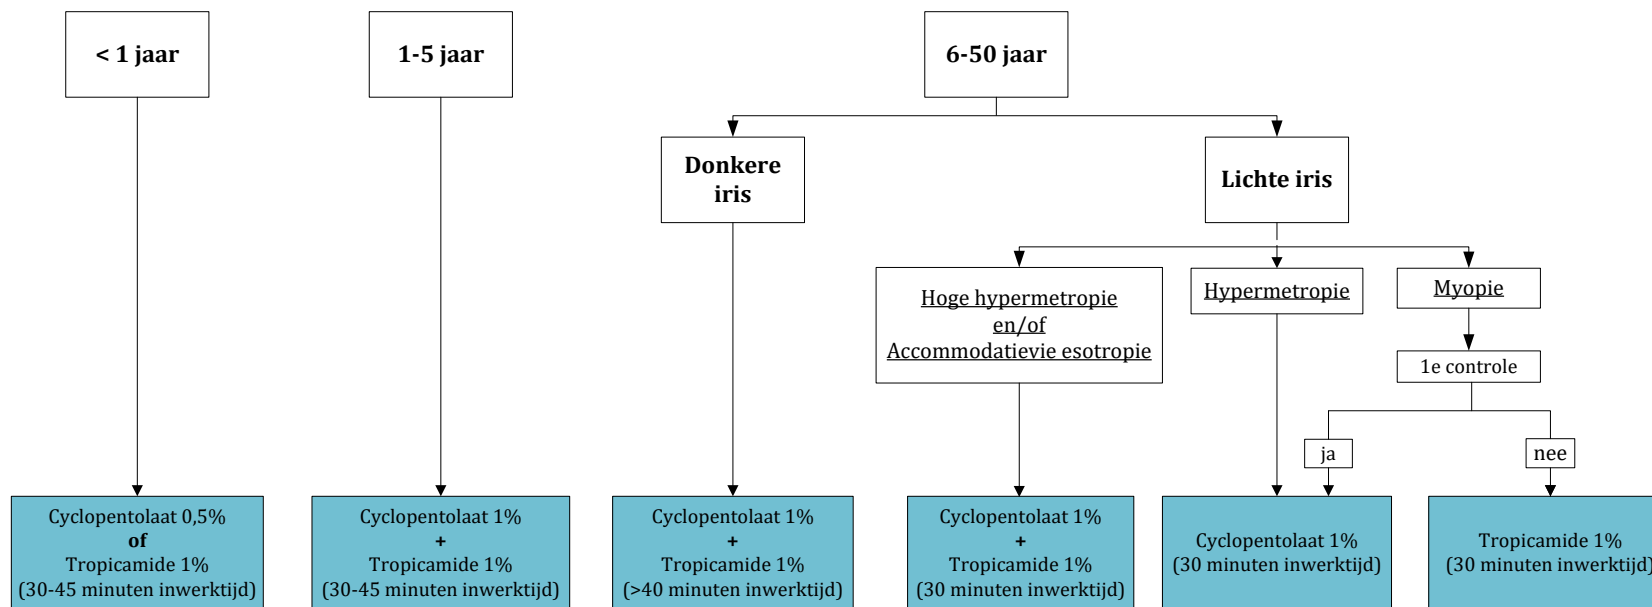 < 1 jaar
1-5 jaar
6-50 jaar
Donkere
iris
Lichte iris
Hoge hypermetropie
en/of
Accommodatievie esotropie
Hypermetropie
Myopie
1e controle
ja
nee
Cyclopentolaat 0,5%
of
Tropicamide 1%
(30-45 minuten inwerktijd)
Cyclopentolaat 1%
+
Tropicamide 1%
(30-45 minuten inwerktijd)
Cyclopentolaat 1%
+
Tropicamide 1%
(>40 minuten inwerktijd)
Cyclopentolaat 1%
+
Tropicamide 1%
(30 minuten inwerktijd)
Cyclopentolaat 1%
(30 minuten inwerktijd)
Tropicamide 1%
(30 minuten inwerktijd)